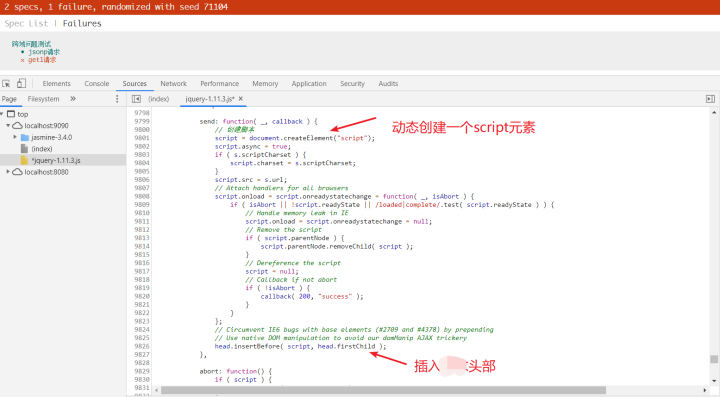 2 specs, 1 failure, randomized with seed 71104
Spec List | Failures
跨域问题测试
jsonp请求
get1请求
Elements Console Sources Network Performance Memory Application Security Audits
Page Filesystem » (index) jquery-1.11.3.js* ×
top
localhost:9090
jasmine-3.4.0
(index)
*jquery-1.11.3.js
localhost:8080
9798
9799 send: function( _, callback ) {
9800 // 创建脚本
9801 script = document.createElement("script");
9802 script.async = true;
9803 if ( s.scriptCharset ) {
9804 script.charset = s.scriptCharset;
9805 }
9806 script.src = s.url;
9807 // Attach handlers for all browsers
9808 script.onload = script.onreadystatechange = function( _, isAbort ) {
9809 if ( isAbort || !script.readyState || /loaded|complete/.test( script.readyState ) ) {
9810 // Handle memory leak in IE
9811 script.onload = script.onreadystatechange = null;
9812 // Remove the script
9813 if ( script.parentNode ) {
9814 script.parentNode.removeChild( script );
9815 }
9816 // Dereference the script
9817 script = null;
9818 // Callback if not abort
9819 if ( !isAbort ) {
9820 callback( 200, "success" );
9821 }
9822 }
9823 };
9824 // Circumvent IE6 bugs with base elements (#2709 and #4378) by prepending
9825 // Use native DOM manipulation to avoid our domManip AJAX trickery
9826 head.insertBefore( script, head.firstChild );
9827 },
9828
9829 abort: function() {
9830 if ( script ) {
9831
动态创建一个script元素
插入 头部